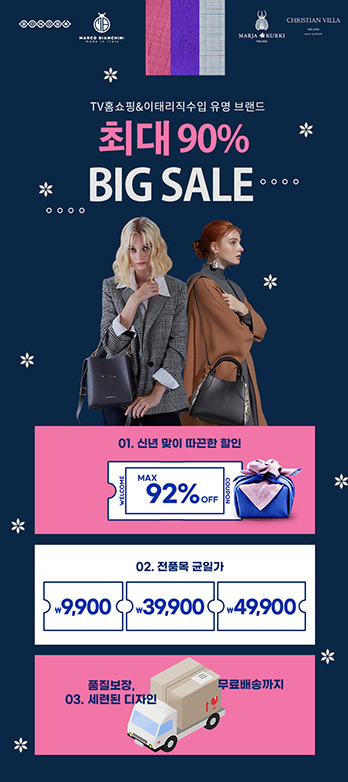 MARCO BIANCHINI
made in italy
MARJA KURKI
FINLAND
CHRISTIAN VILLA
TV홈쇼핑&이태리직수입 유명 브랜드
최대 90%
BIG SALE
01. 신년 맞이 따끈한 할인
WELCOME
MAX
92% OFF
COUPON
02. 전품목 균일가
₩9,900
₩39,900
₩49,900
품질보장,
무료배송까지
03. 세련된 디자인